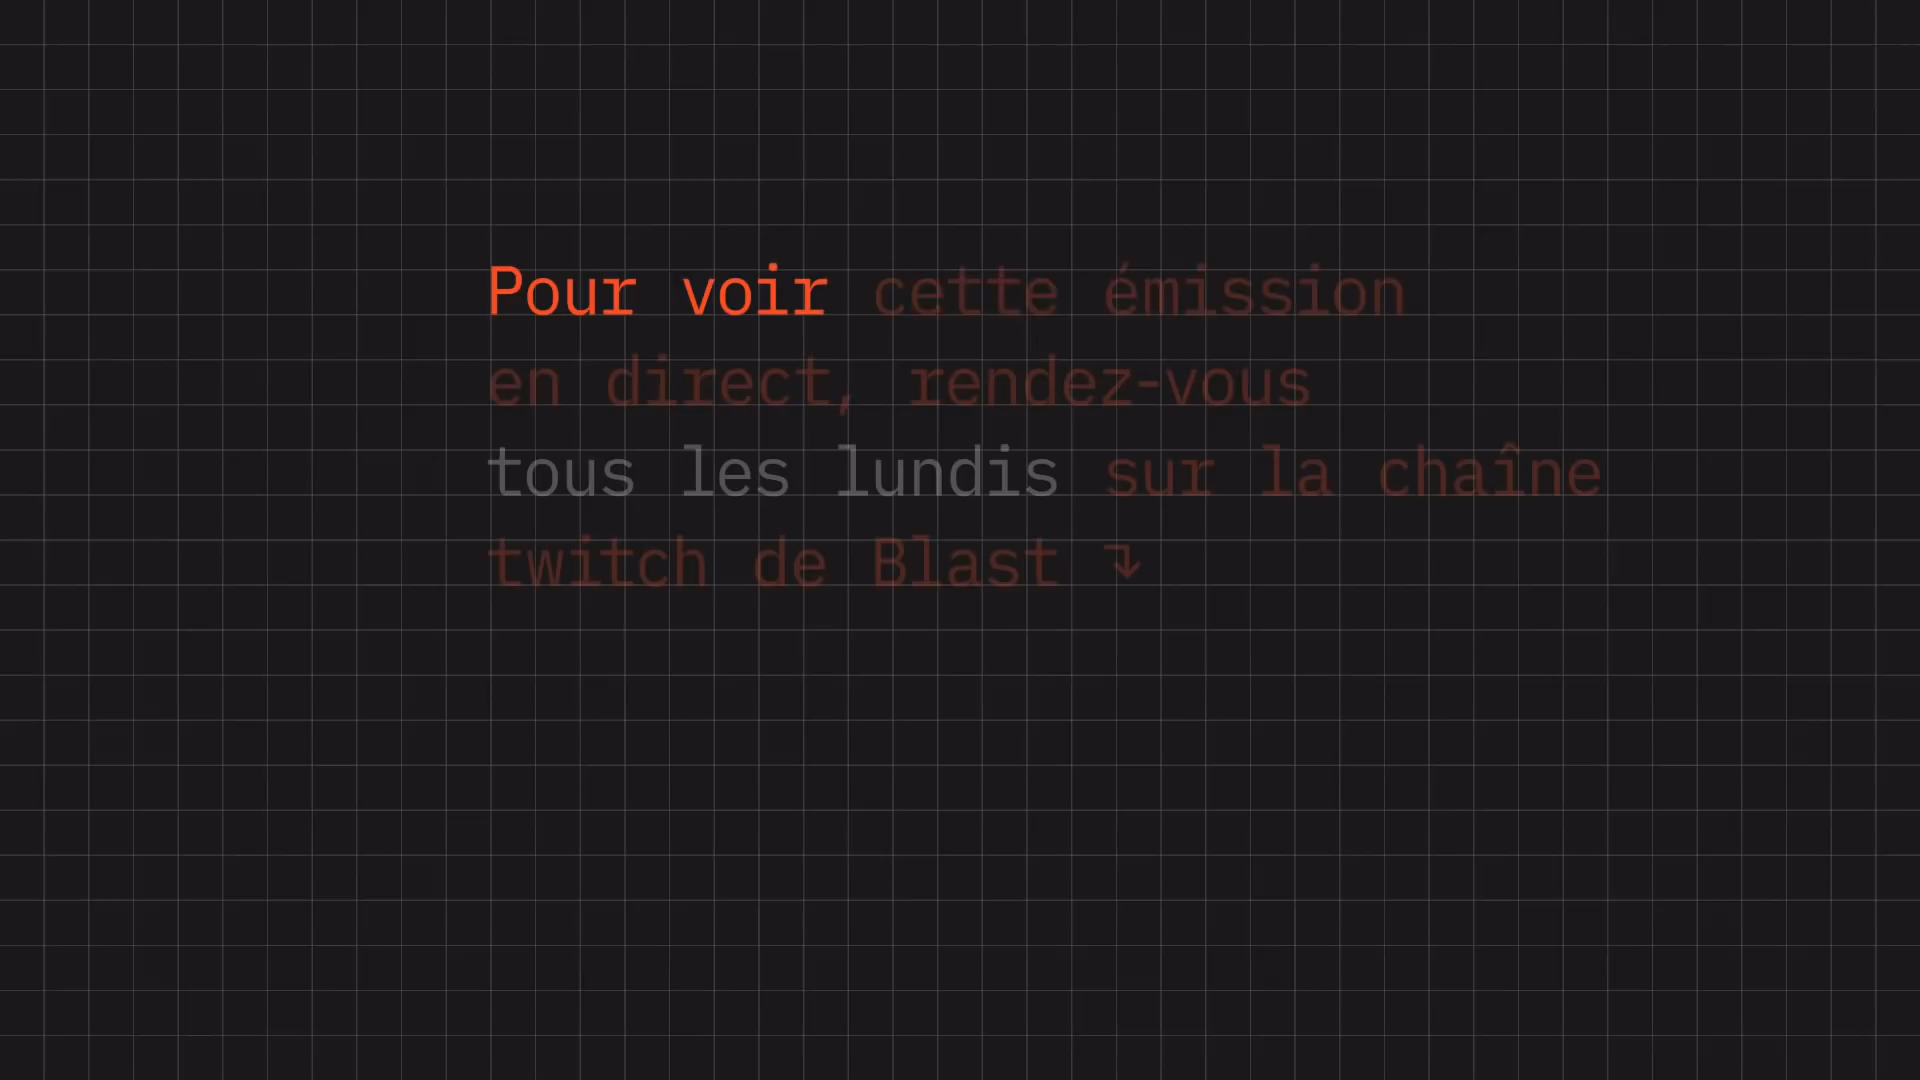 Pour voir cette émission
en direct, rendez-vous
tous les lundis sur la chaîne
twitch de Blast ↴